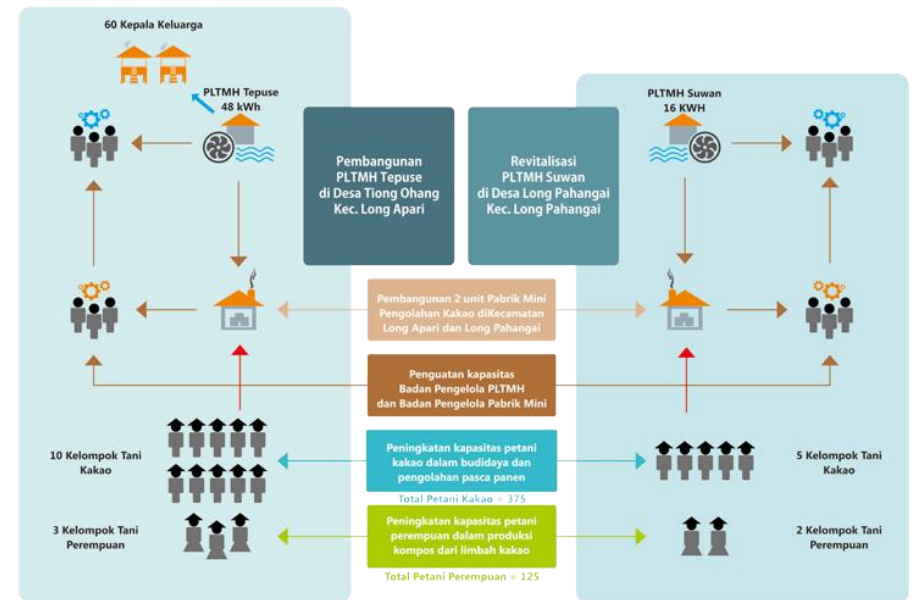 60 Kepala Keluarga
PLTMH Tepuse
48 kWh
PLTMH Suwan
16 KWH
Pembangunan
PLTMH Tepuse
di Desa Tiong Ohang
Kec. Long Apari
Revitalisasi
PLTMH Suwan
di Desa Long Pahangai
Kec. Long Pahangai
Pembangunan 2 unit Pabrik Mini
Pengolahan Kakao diKecamatan
Long Apari dan Long Pahangai
Penguatan kapasitas
Badan Pengelola PLTMH
dan Badan Pengelola Pabrik Mini
10 Kelompok Tani
Kakao
Peningkatan kapasitas petani
kakao dalam budidaya dan
pengolahan pasca panen
Total Petani Kakao = 375
5 Kelompok Tani
Kakao
3 Kelompok Tani
Perempuan
Peningkatan kapasitas petani
perempuan dalam produksi
kompos dari limbah kakao
Total Petani Perempuan = 125
2 Kelompok Tani
Perempuan